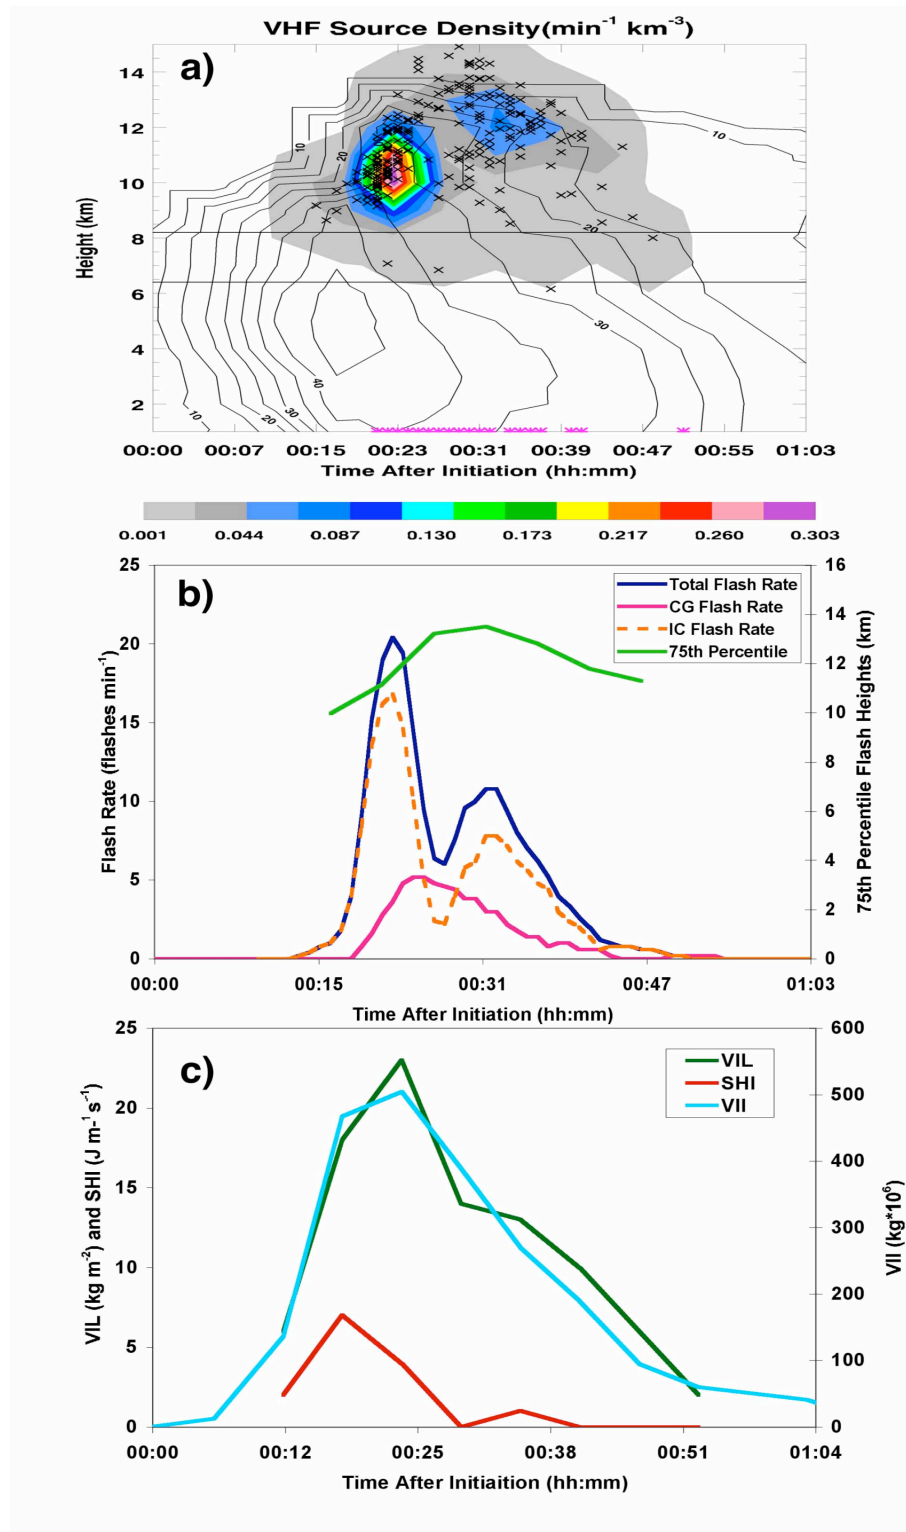 VHF Source Density(min⁻¹ km⁻³)
a)
14
12
10
8
6
4
2
Height (km)
10
20
10
20
30
10
20
30
40
00:00 00:07 00:15 00:23 00:31 00:39 00:47 00:55 01:03
Time After Initiation (hh:mm)
0.001 0.044 0.087 0.130 0.173 0.217 0.260 0.303
b)
25
20
15
10
5
0
Flash Rate (flashes min⁻¹)
Total Flash Rate
CG Flash Rate
IC Flash Rate
75th Percentile
16
14
12
10
8
6
4
2
0
75th Percentile Flash Heights (km)
00:00 00:15 00:31 00:47 01:03
Time After Initiation (hh:mm)
c)
25
20
15
10
5
0
VIL (kg m⁻²) and SHI (J m-¹ s⁻¹)
VIL
SHI
VII
600
500
400
300
200
100
0
VII (kg*10⁶)
00:00 00:12 00:25 00:38 00:51 01:04
Time After Initiaition (hh:mm)